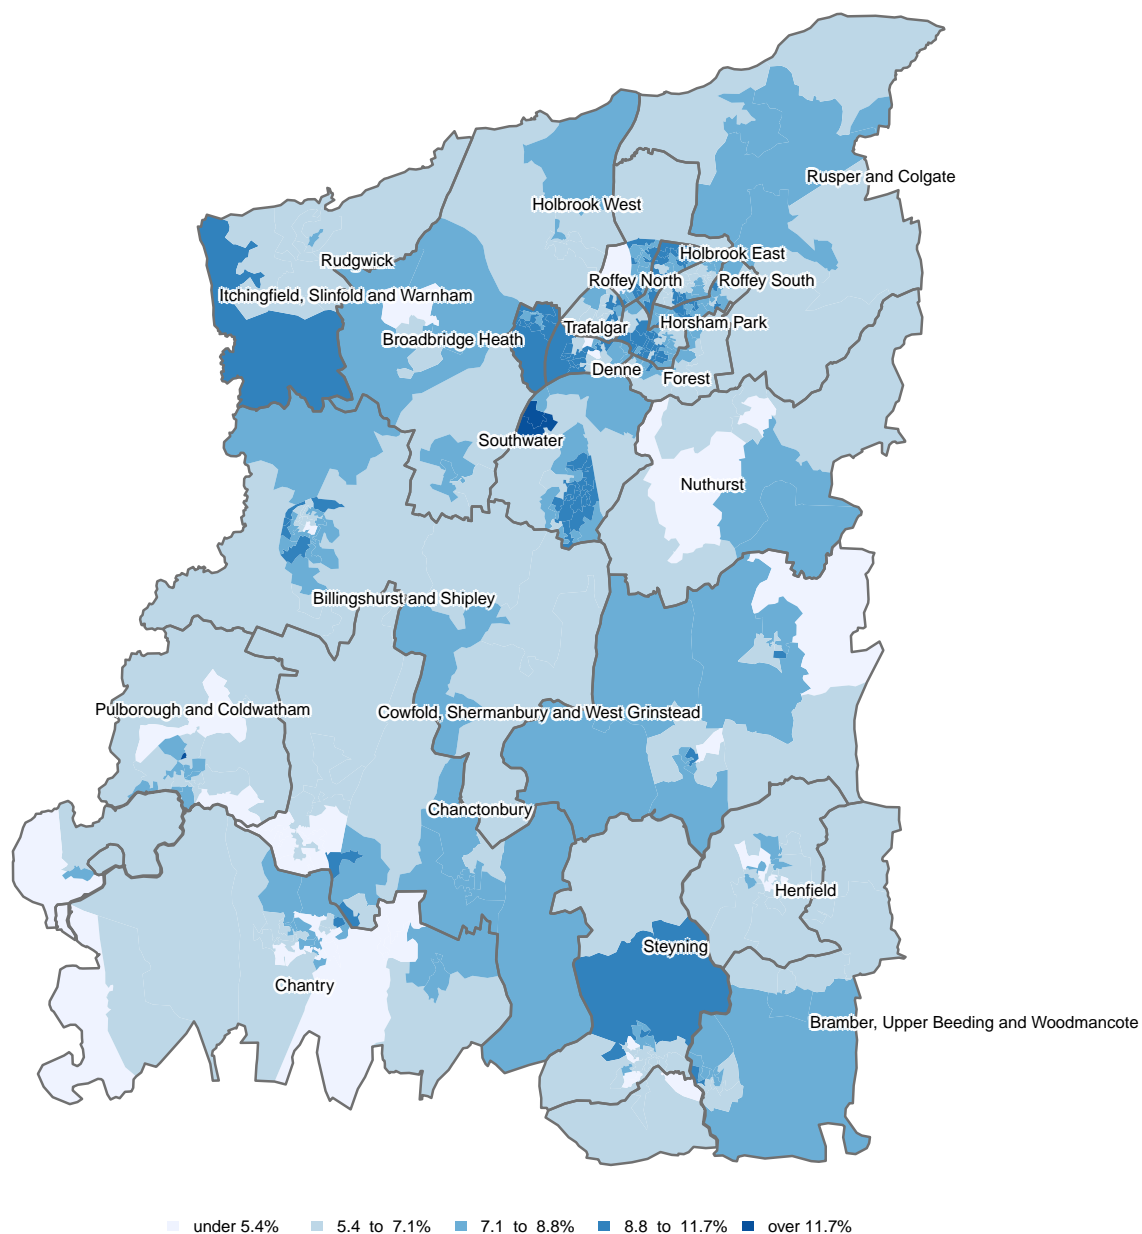 Rusper and Colgate
Holbrook West
Holbrook East
Rudgwick
Roffey North
Roffey South
Itchingfield, Slinfold and Warnham
Trafalgar
Horsham Park
Broadbridge Heath
Denne
Forest
Southwater
Nuthurst
Billingshurst and Shipley
Pulborough and Coldwatham
Cowfold, Shermanbury and West Grinstead
Chanctonbury
Henfield
Steyning
Chantry
Bramber, Upper Beeding and Woodmancote
under 5.4% 5.4 to 7.1% 7.1 to 8.8% 8.8 to 11.7% over 11.7%